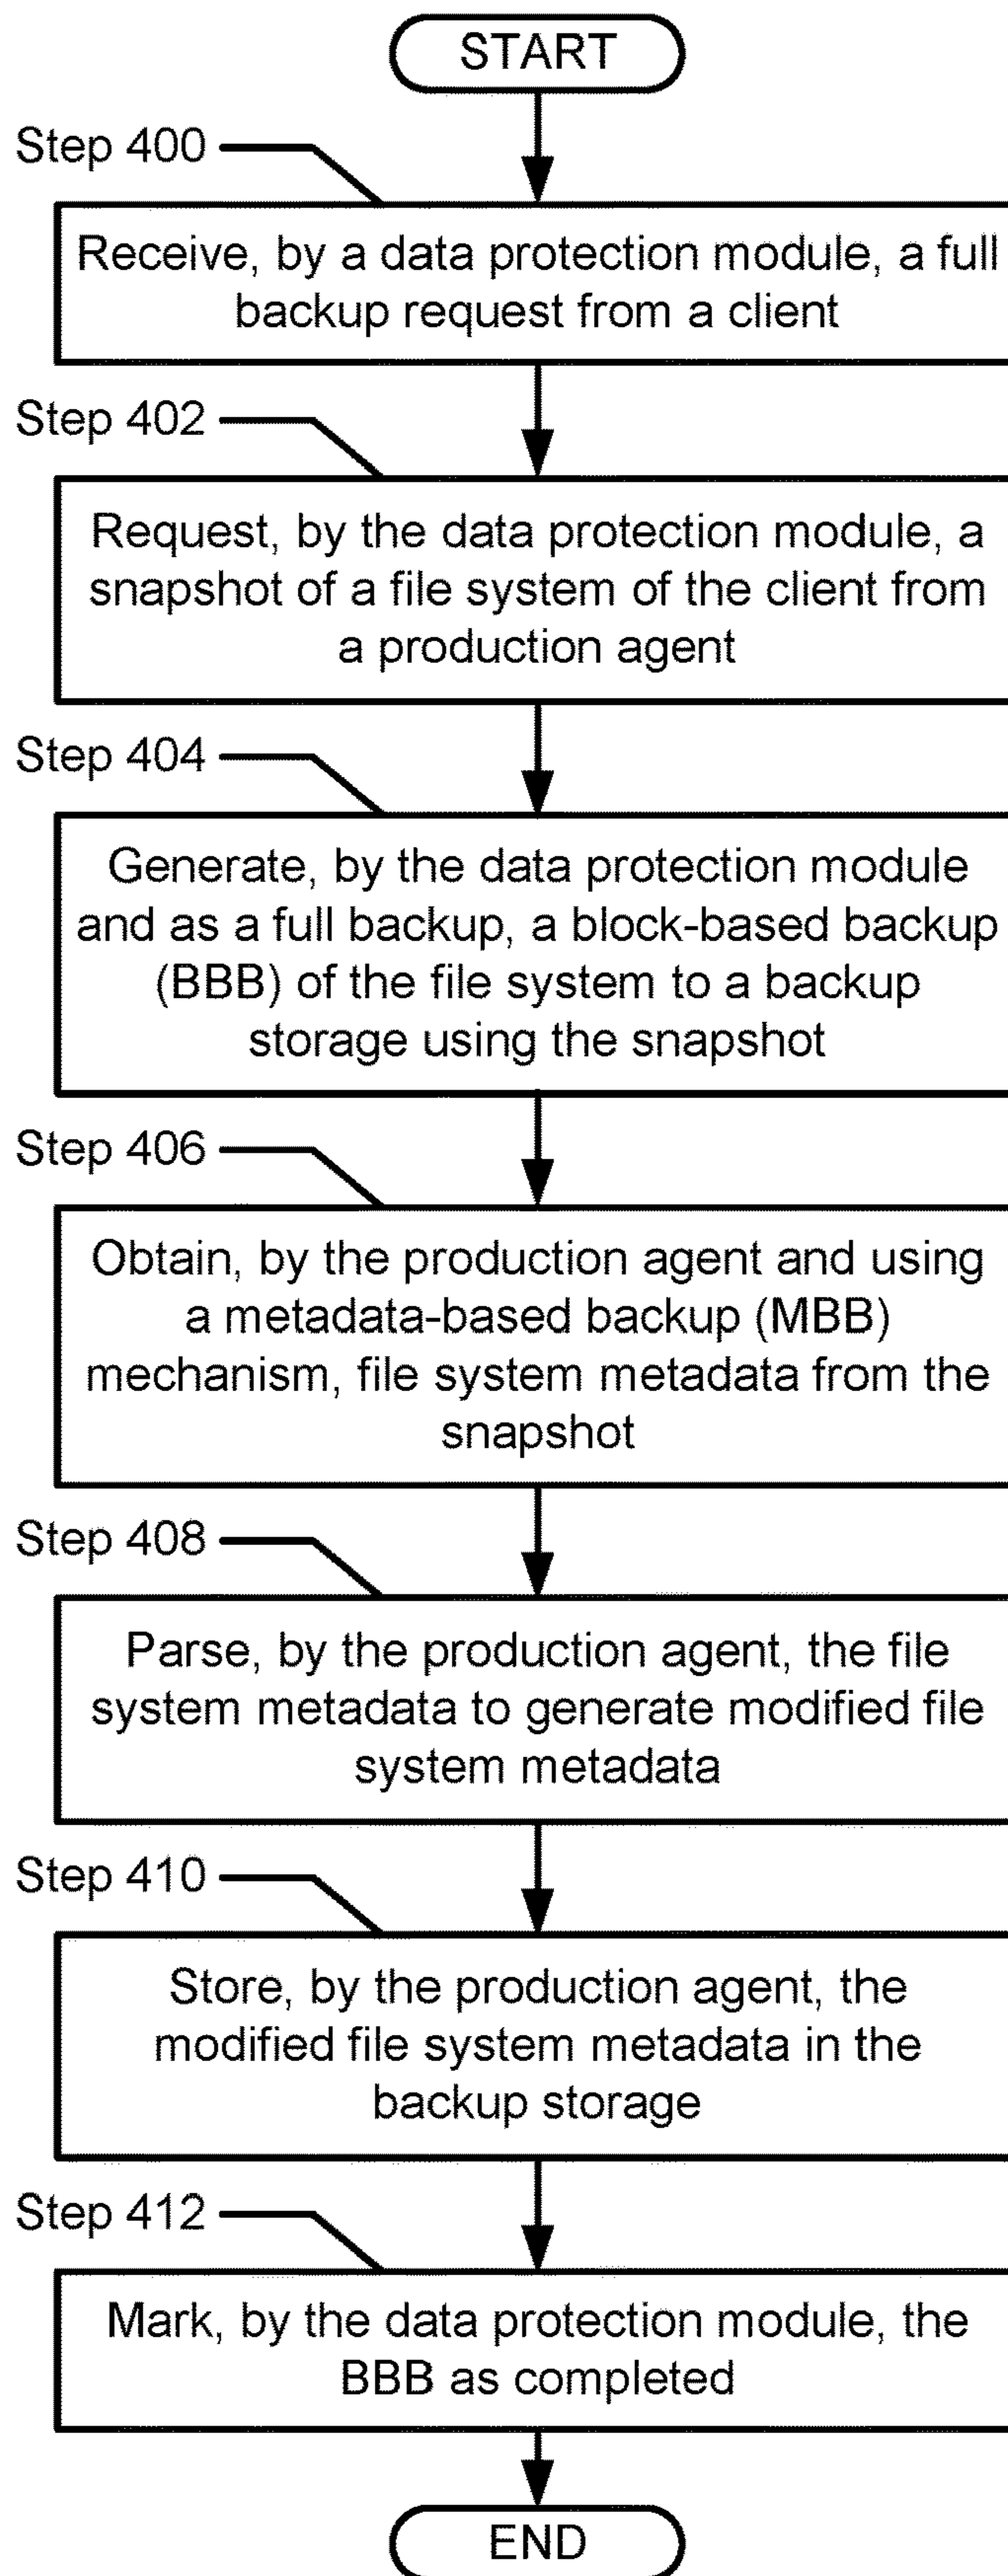 START
Step 400
Receive, by a data protection module, a full
backup request from a client
Step 402
Request, by the data protection module, a
snapshot of a file system of the client from
a production agent
Step 404
Generate, by the data protection module
and as a full backup, a block-based backup
(BBB) of the file system to a backup
storage using the snapshot
Step 406
Obtain, by the production agent and using
a metadata-based backup (MBB)
mechanism, file system metadata from the
snapshot
Step 408
Parse, by the production agent, the file
system metadata to generate modified file
system metadata
Step 410
Store, by the production agent, the
modified file system metadata in the
backup storage
Step 412
Mark, by the data protection module, the
BBB as completed
END